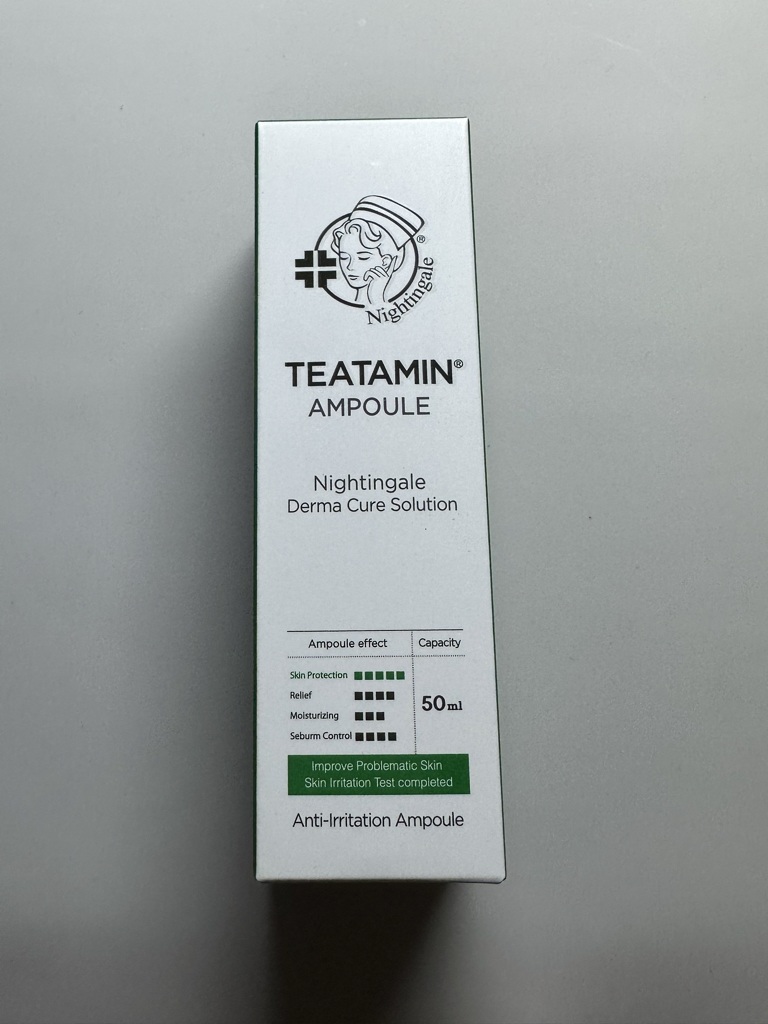 Nightingale®
TEATAMIN®
AMPOULE
Nightingale
Derma Cure Solution
Ampoule effect Capacity
Skin Protection
Relief
50ml
Moisturizing
Seburm Control
Improve Problematic Skin
Skin Irritation Test completed
Anti-Irritation Ampoule